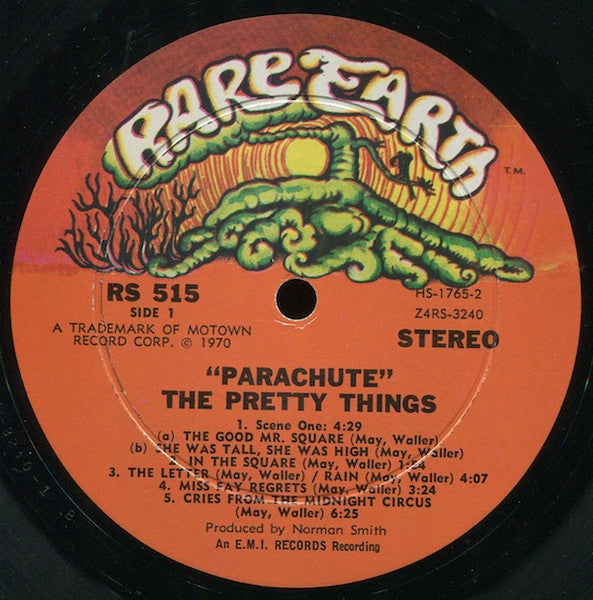 RARE EARTH
T.M.
RS 515
SIDE 1
HS-1765-2
Z4RS-3240
A TRADEMARK OF MOTOWN
RECORD CORP. © 1970
STEREO
"PARACHUTE"
THE PRETTY THINGS
1. Scene One: 4:29
(a) THE GOOD MR. SQUARE (May, Waller)
(b) SHE WAS TALL, SHE WAS HIGH (May, Waller)
2. IN THE SQUARE (May, Waller)
3. THE LETTER (May, Waller) / RAIN (May, Waller) 4:07
4. MISS FAY REGRETS (May, Waller) 3:24
5. CRIES FROM THE MIDNIGHT CIRCUS
(May, Waller) 6:25
Produced by Norman Smith
An E.M.I. RECORDS Recording